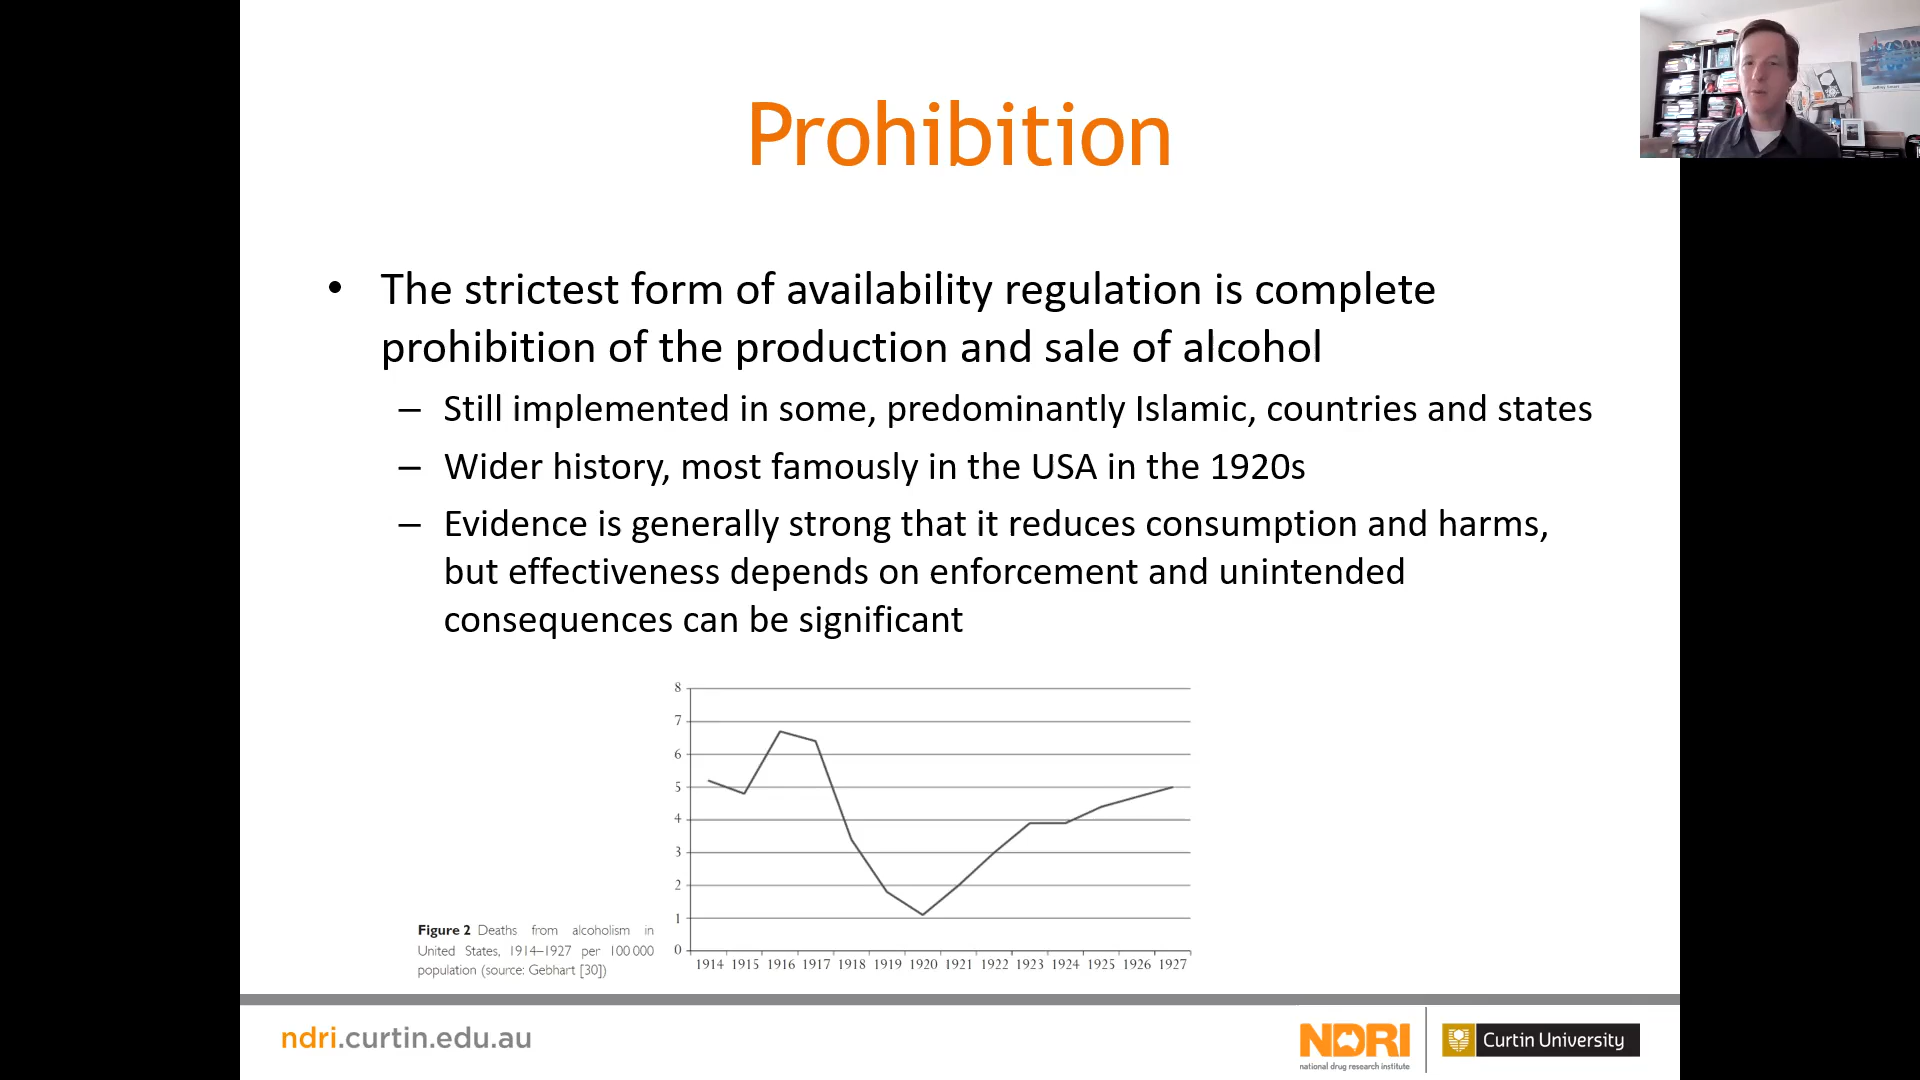 Prohibition
• The strictest form of availability regulation is complete
prohibition of the production and sale of alcohol
– Still implemented in some, predominantly Islamic, countries and states
– Wider history, most famously in the USA in the 1920s
– Evidence is generally strong that it reduces consumption and harms,
but effectiveness depends on enforcement and unintended
consequences can be significant
8
7
6
5
4
3
2
1
0
1914 1915 1916 1917 1918 1919 1920 1921 1922 1923 1924 1925 1926 1927
Figure 2 Deaths from alcoholism in
United States, 1914–1927 per 100 000
population (source: Gebhart [30])
ndri.curtin.edu.au
NDRI
national drug research institute
Curtin University